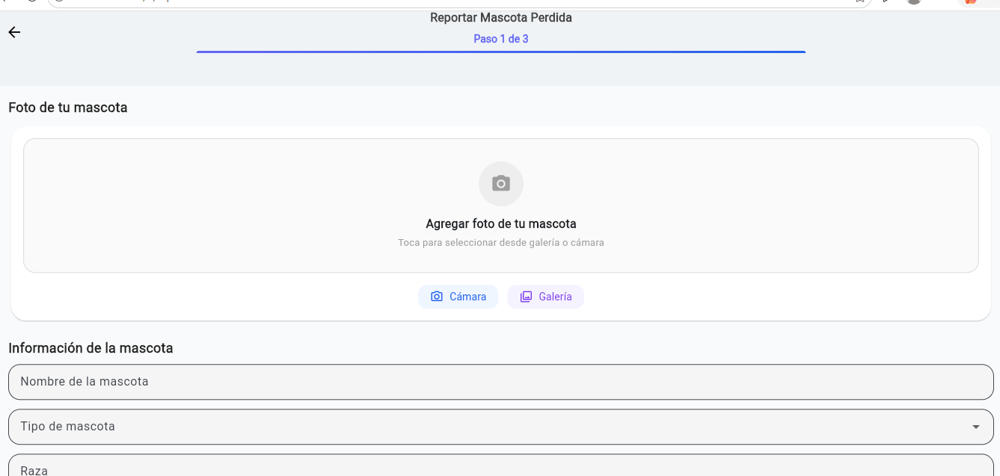 Reportar Mascota Perdida
Paso 1 de 3
Foto de tu mascota
Agregar foto de tu mascota
Toca para seleccionar desde galería o cámara
Cámara
Galería
Información de la mascota
Nombre de la mascota
Tipo de mascota
Raza